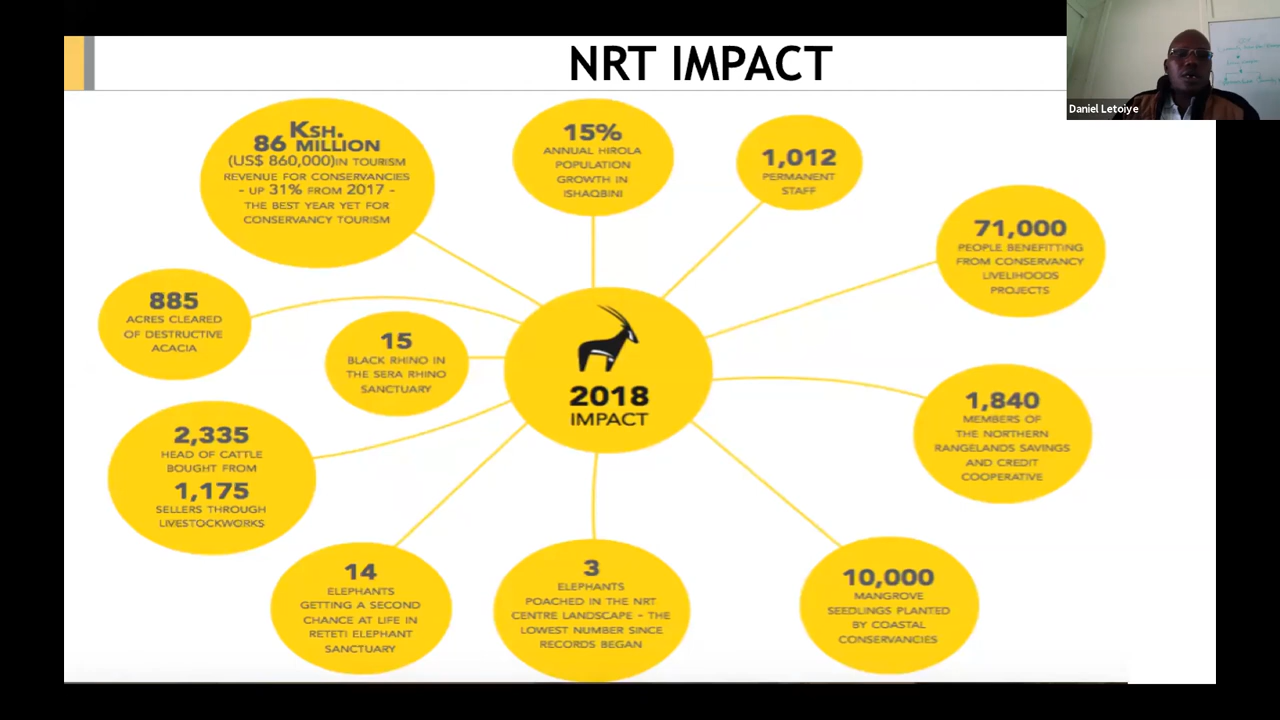 NRT IMPACT
Daniel Letoiye
KSH.
86 MILLION
(US$ 860,000)IN TOURISM
REVENUE FOR CONSERVANCIES
- UP 31% FROM 2017 -
THE BEST YEAR YET FOR
CONSERVANCY TOURISM
15%
ANNUAL HIROLA
POPULATION
GROWTH IN
ISHAQBINI
1,012
PERMANENT
STAFF
71,000
PEOPLE BENEFITTING
FROM CONSERVANCY
LIVELIHOODS
PROJECTS
885
ACRES CLEARED
OF DESTRUCTIVE
ACACIA
15
BLACK RHINO IN
THE SERA RHINO
SANCTUARY
2018
IMPACT
1,840
MEMBERS OF
THE NORTHERN
RANGELANDS SAVINGS
AND CREDIT
COOPERATIVE
2,335
HEAD OF CATTLE
BOUGHT FROM
1,175
SELLERS THROUGH
LIVESTOCKWORKS
14
ELEPHANTS
GETTING A SECOND
CHANCE AT LIFE IN
RETETI ELEPHANT
SANCTUARY
3
ELEPHANTS
POACHED IN THE NRT
CENTRE LANDSCAPE - THE
LOWEST NUMBER SINCE
RECORDS BEGAN
10,000
MANGROVE
SEEDLINGS PLANTED
BY COASTAL
CONSERVANCIES